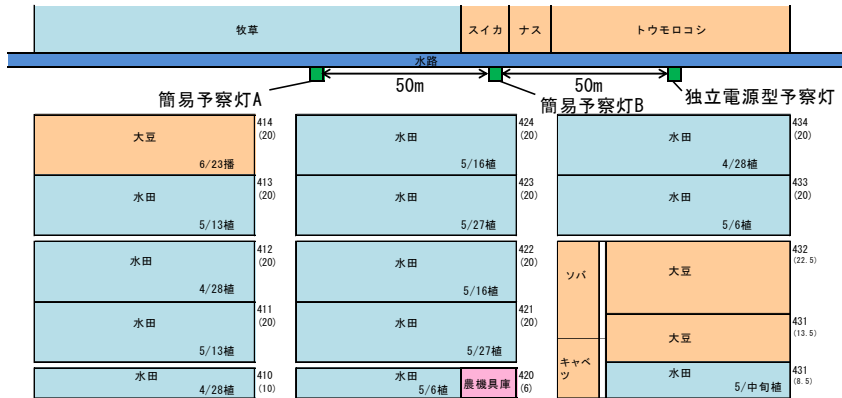 牧草
スイカ
ナス
トウモロコシ
水路
50m
50m
簡易予察灯A
簡易予察灯B
独立電源型予察灯
大豆
6/23播
414
(20)
水田
5/16植
424
(20)
水田
4/28植
434
(20)
水田
5/13植
413
(20)
水田
5/27植
423
(20)
水田
5/6植
433
(20)
水田
4/28植
412
(20)
水田
5/16植
422
(20)
ソバ
大豆
432
(22.5)
水田
5/13植
411
(20)
水田
5/27植
421
(20)
キャベ
ツ
大豆
431
(13.5)
水田
4/28植
410
(10)
水田
5/6植
農機具庫
420
(6)
水田
5/中旬植
431
(8.5)